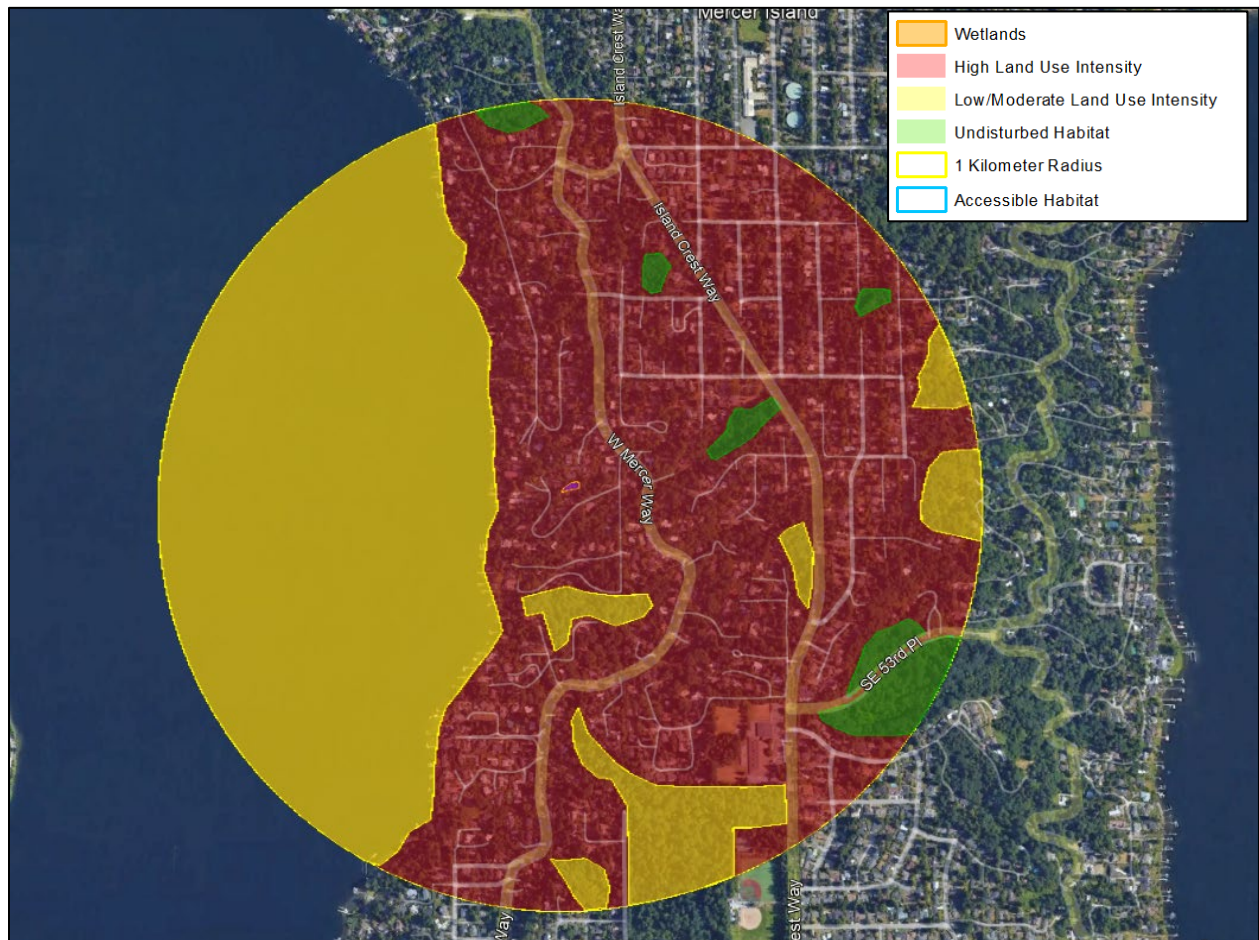 Mercer Island
Island Crest Wa
Wetlands
High Land Use Intensity
Low/Moderate Land Use Intensity
Undisturbed Habitat
1 Kilometer Radius
Accessible Habitat
Island Crest Way
W Mercer Way
SE 53rd Pl
Way
est Way